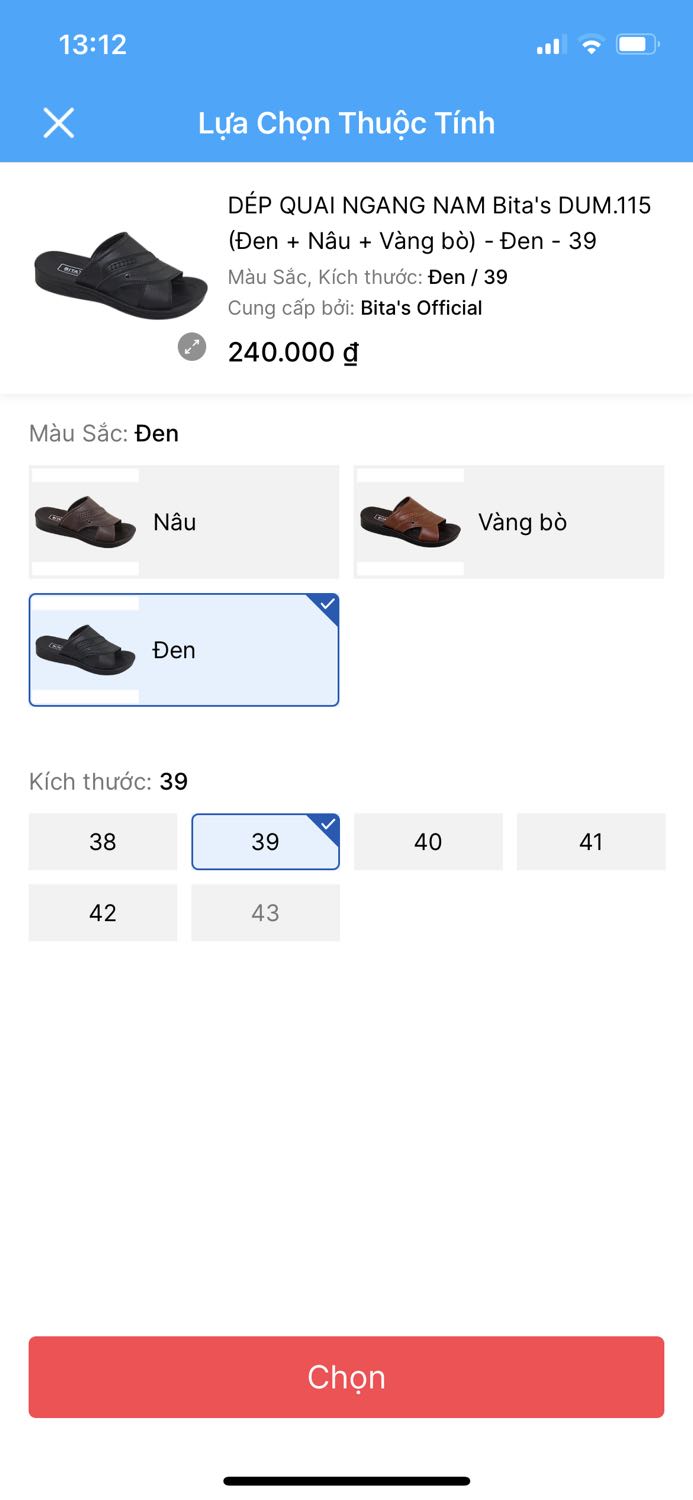 13:12
Lựa Chọn Thuộc Tính
DÉP QUAI NGANG NAM Bita's DUM.115
(Đen + Nâu + Vàng bò) - Đen - 39
Màu Sắc, Kích thước: Đen / 39
Cung cấp bởi: Bita's Official
240.000 ₫
Màu Sắc: Đen
Nâu
Vàng bò
Đen
Kích thước: 39
38
39
40
41
42
43
Chọn